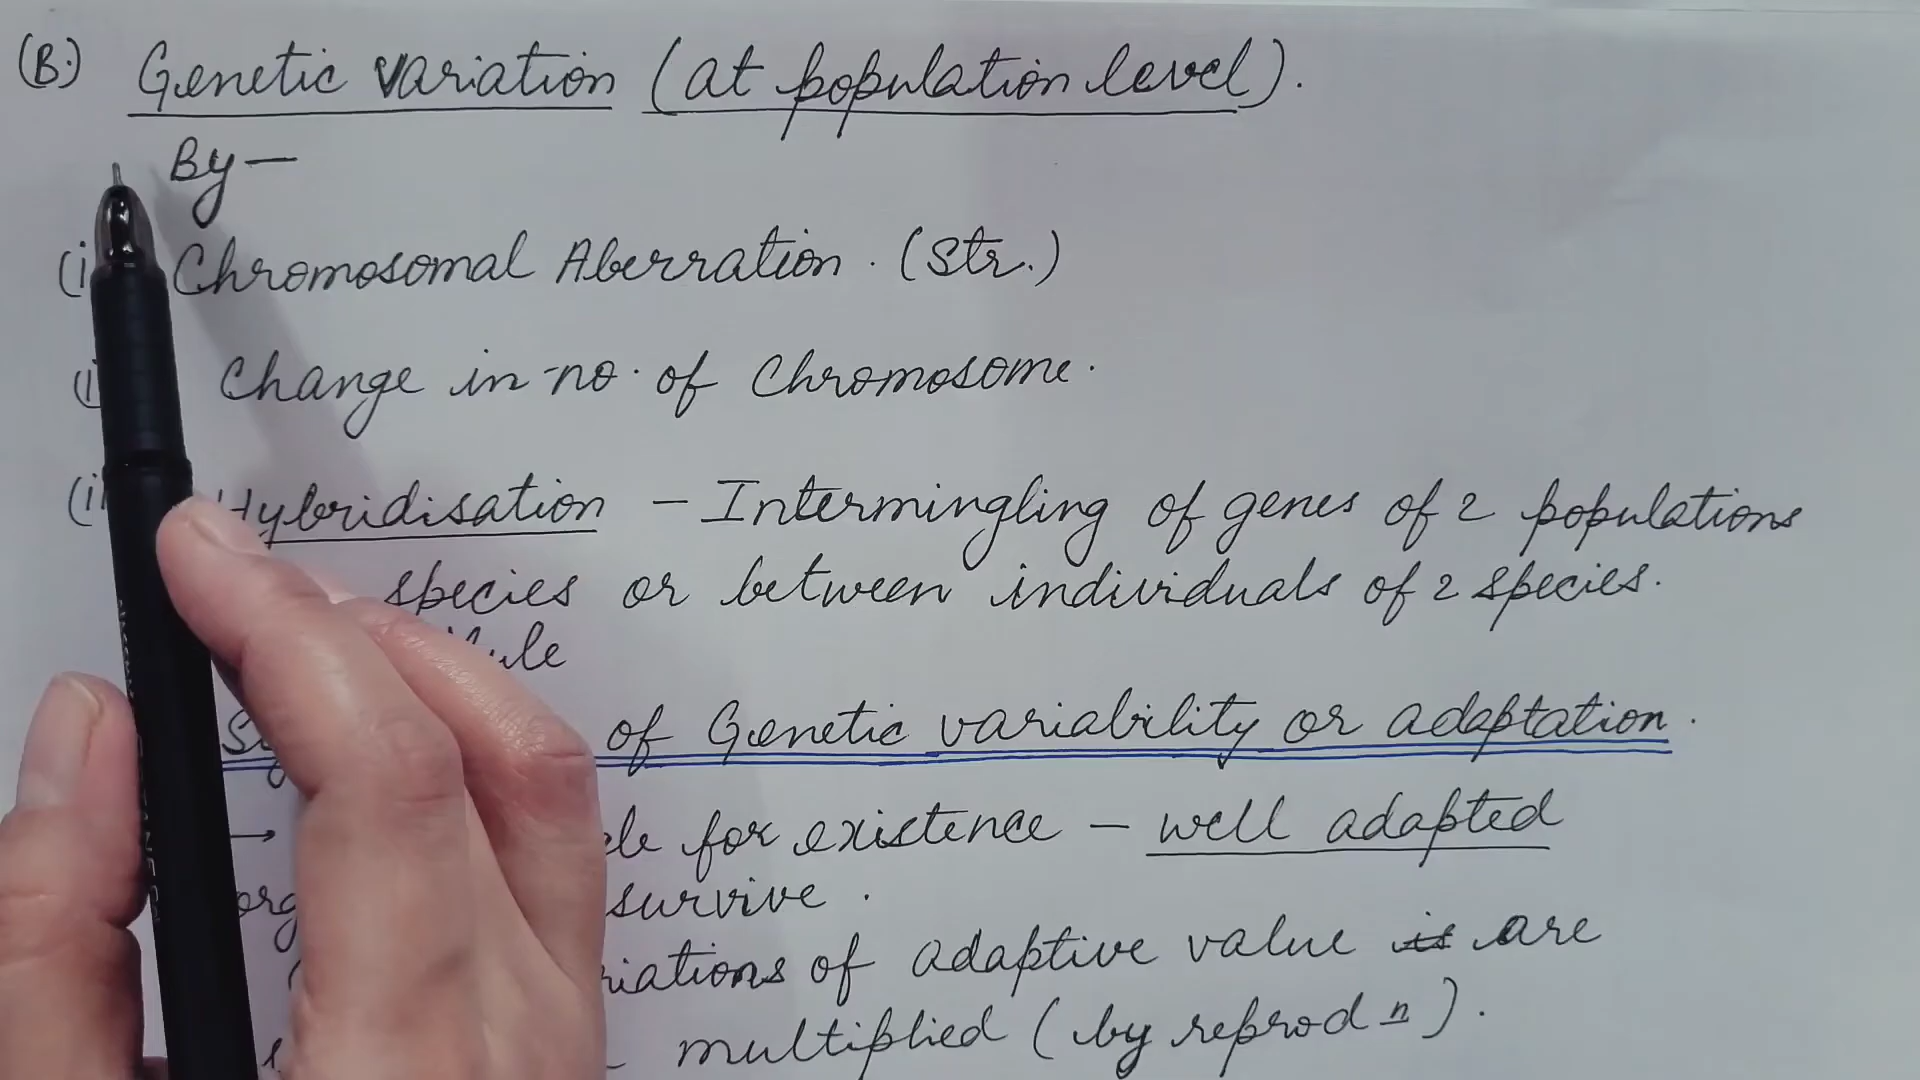 (B.) Genetic Variation (at population level).
By —
(i Chromosomal Aberration. (Str.)
Change in no. of Chromosome.
Hybridisation — Intermingling of genes of 2 populations
species or between individuals of 2 species.
of Genetic variability or adaptation.
→ for existence — well adapted
survive.
of adaptive value is are
multiplied (by reprod n).